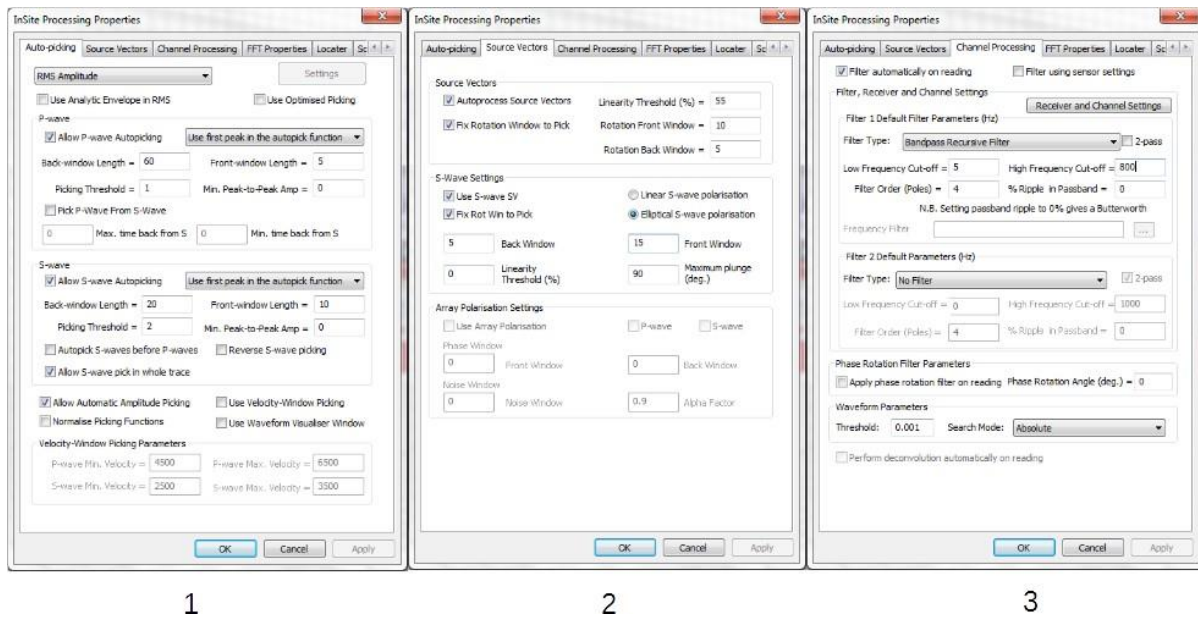 InSite Processing Properties
Auto-picking Source Vectors Channel Processing FFT Properties Locater Sc
RMS Amplitude Settings
Use Analytic Envelope in RMS Use Optimised Picking
P-wave
Allow P-wave Autopicking Use first peak in the autopick function
Back-window Length = 60 Front-window Length = 5
Picking Threshold = 1 Min. Peak-to-Peak Amp = 0
Pick P-Wave From S-Wave
0 Max. time back from S 0 Min. time back from S
S-wave
Allow S-wave Autopicking Use first peak in the autopick function
Back-window Length = 20 Front-window Length = 10
Picking Threshold = 2 Min. Peak-to-Peak Amp = 0
Autopick S-waves before P-waves Reverse S-wave picking
Allow S-wave pick in whole trace
Allow Automatic Amplitude Picking Use Velocity-Window Picking
Normalise Picking Functions Use Waveform Visualiser Window
Velocity-Window Picking Parameters
P-wave Min. Velocity = 4500 P-wave Max. Velocity = 6500
S-wave Min. Velocity = 2500 S-wave Max. Velocity = 3500
OK Cancel Apply
1
InSite Processing Properties
Auto-picking Source Vectors Channel Processing FFT Properties Locater Sc
Source Vectors
Autoprocess Source Vectors Linearity Threshold (%) = 55
Fix Rotation Window to Pick Rotation Front Window = 10
Rotation Back Window = 5
S-Wave Settings
Use S-wave SV Linear S-wave polarisation
Fix Rot Win to Pick Elliptical S-wave polarisation
5 Back Window 15 Front Window
0 Linearity Threshold (%) 90 Maximum plunge (deg.)
Array Polarisation Settings
Use Array Polarisation P-wave S-wave
Phase Window
0 Front Window 0 Back Window
Noise Window
0 Noise Window 0.9 Alpha Factor
OK Cancel Apply
2
InSite Processing Properties
Auto-picking Source Vectors Channel Processing FFT Properties Locater Sc
Filter automatically on reading Filter using sensor settings
Filter, Receiver and Channel Settings
Receiver and Channel Settings
Filter 1 Default Filter Parameters (Hz)
Filter Type: Bandpass Recursive Filter 2-pass
Low Frequency Cut-off = 5 High Frequency Cut-off = 800
Filter Order (Poles) = 4 % Ripple in Passband = 0
N.B. Setting passband ripple to 0% gives a Butterworth
Frequency Filter ...
Filter 2 Default Parameters (Hz)
Filter Type: No Filter 2-pass
Low Frequency Cut-off = 0 High Frequency Cut-off = 1000
Filter Order (Poles) = 4 % Ripple in Passband = 0
Phase Rotation Filter Parameters
Apply phase rotation filter on reading Phase Rotation Angle (deg.) = 0
Waveform Parameters
Threshold: 0.001 Search Mode: Absolute
Perform deconvolution automatically on reading
OK Cancel Apply
3